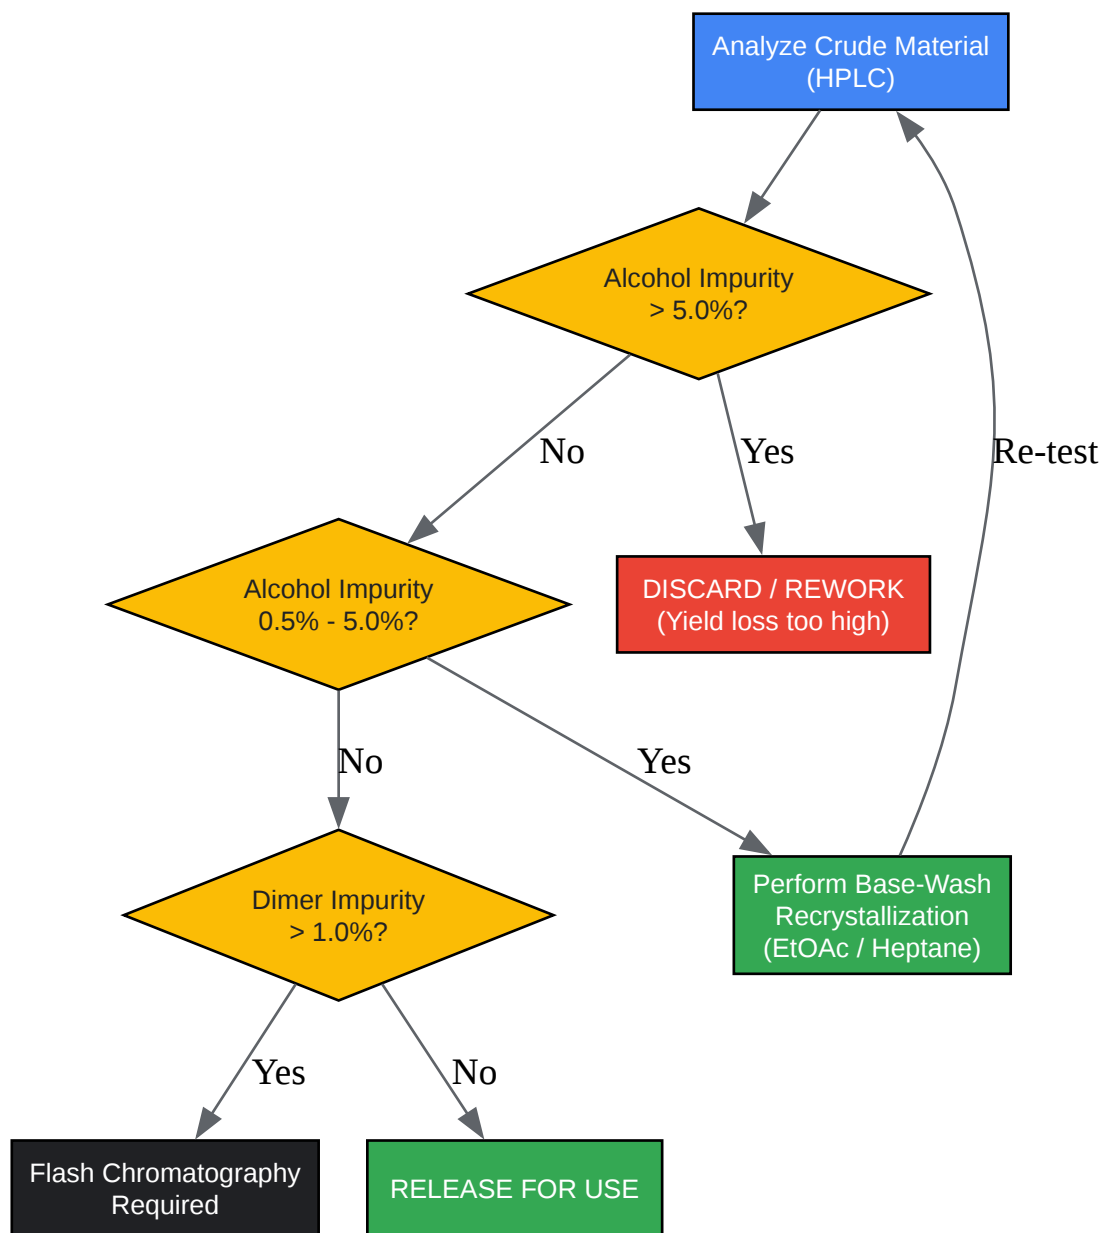 Analyze Crude Material
(HPLC)
Alcohol Impurity
> 5.0%?
No
Yes
Re-test
Alcohol Impurity
0.5% - 5.0%?
DISCARD / REWORK
(Yield loss too high)
No
Yes
Dimer Impurity
> 1.0%?
Perform Base-Wash
Recrystallization
(EtOAc / Heptane)
Yes
No
Flash Chromatography
Required
RELEASE FOR USE